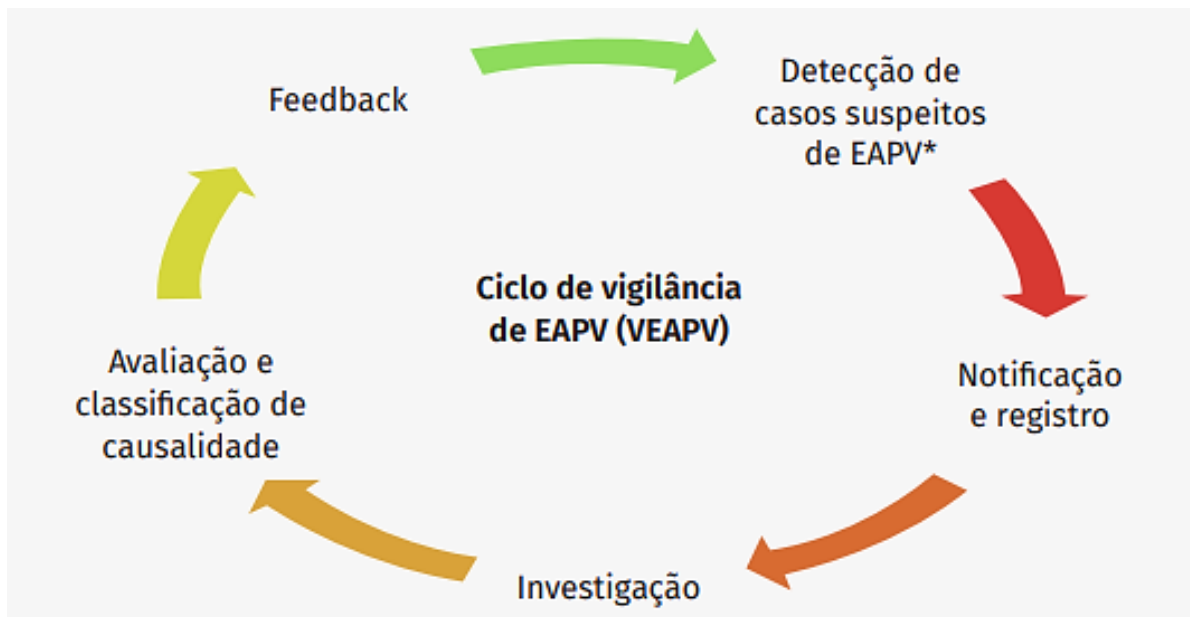 Feedback
Detecção de
casos suspeitos
de EAPV*
Ciclo de vigilância
de EAPV (VEAPV)
Notificação
e registro
Investigação
Avaliação e
classificação de
causalidade